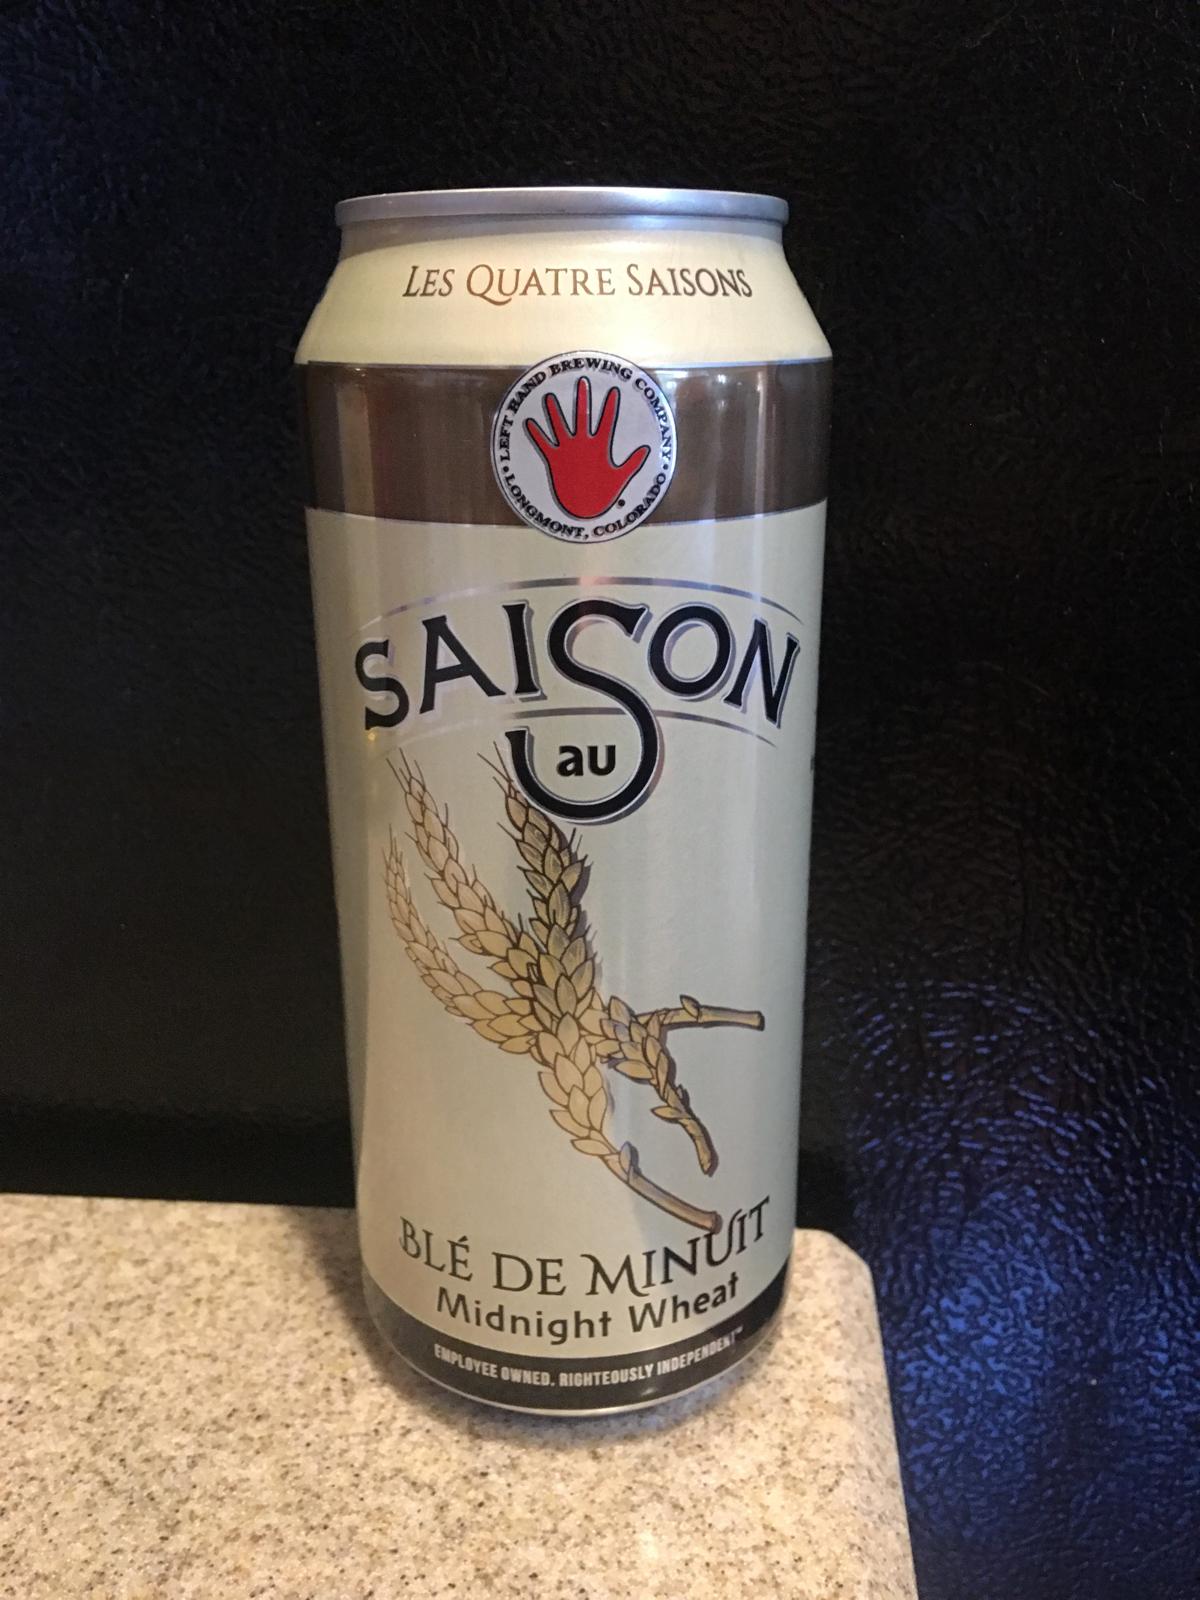 LES QUATRE SAISONS
LEFT HAND BREWING COMPANY
• LONGMONT, COLORADO •
SAISON
au
BLÉ DE MINUIT
Midnight Wheat
EMPLOYEE OWNED. RIGHTEOUSLY INDEPENDENT™